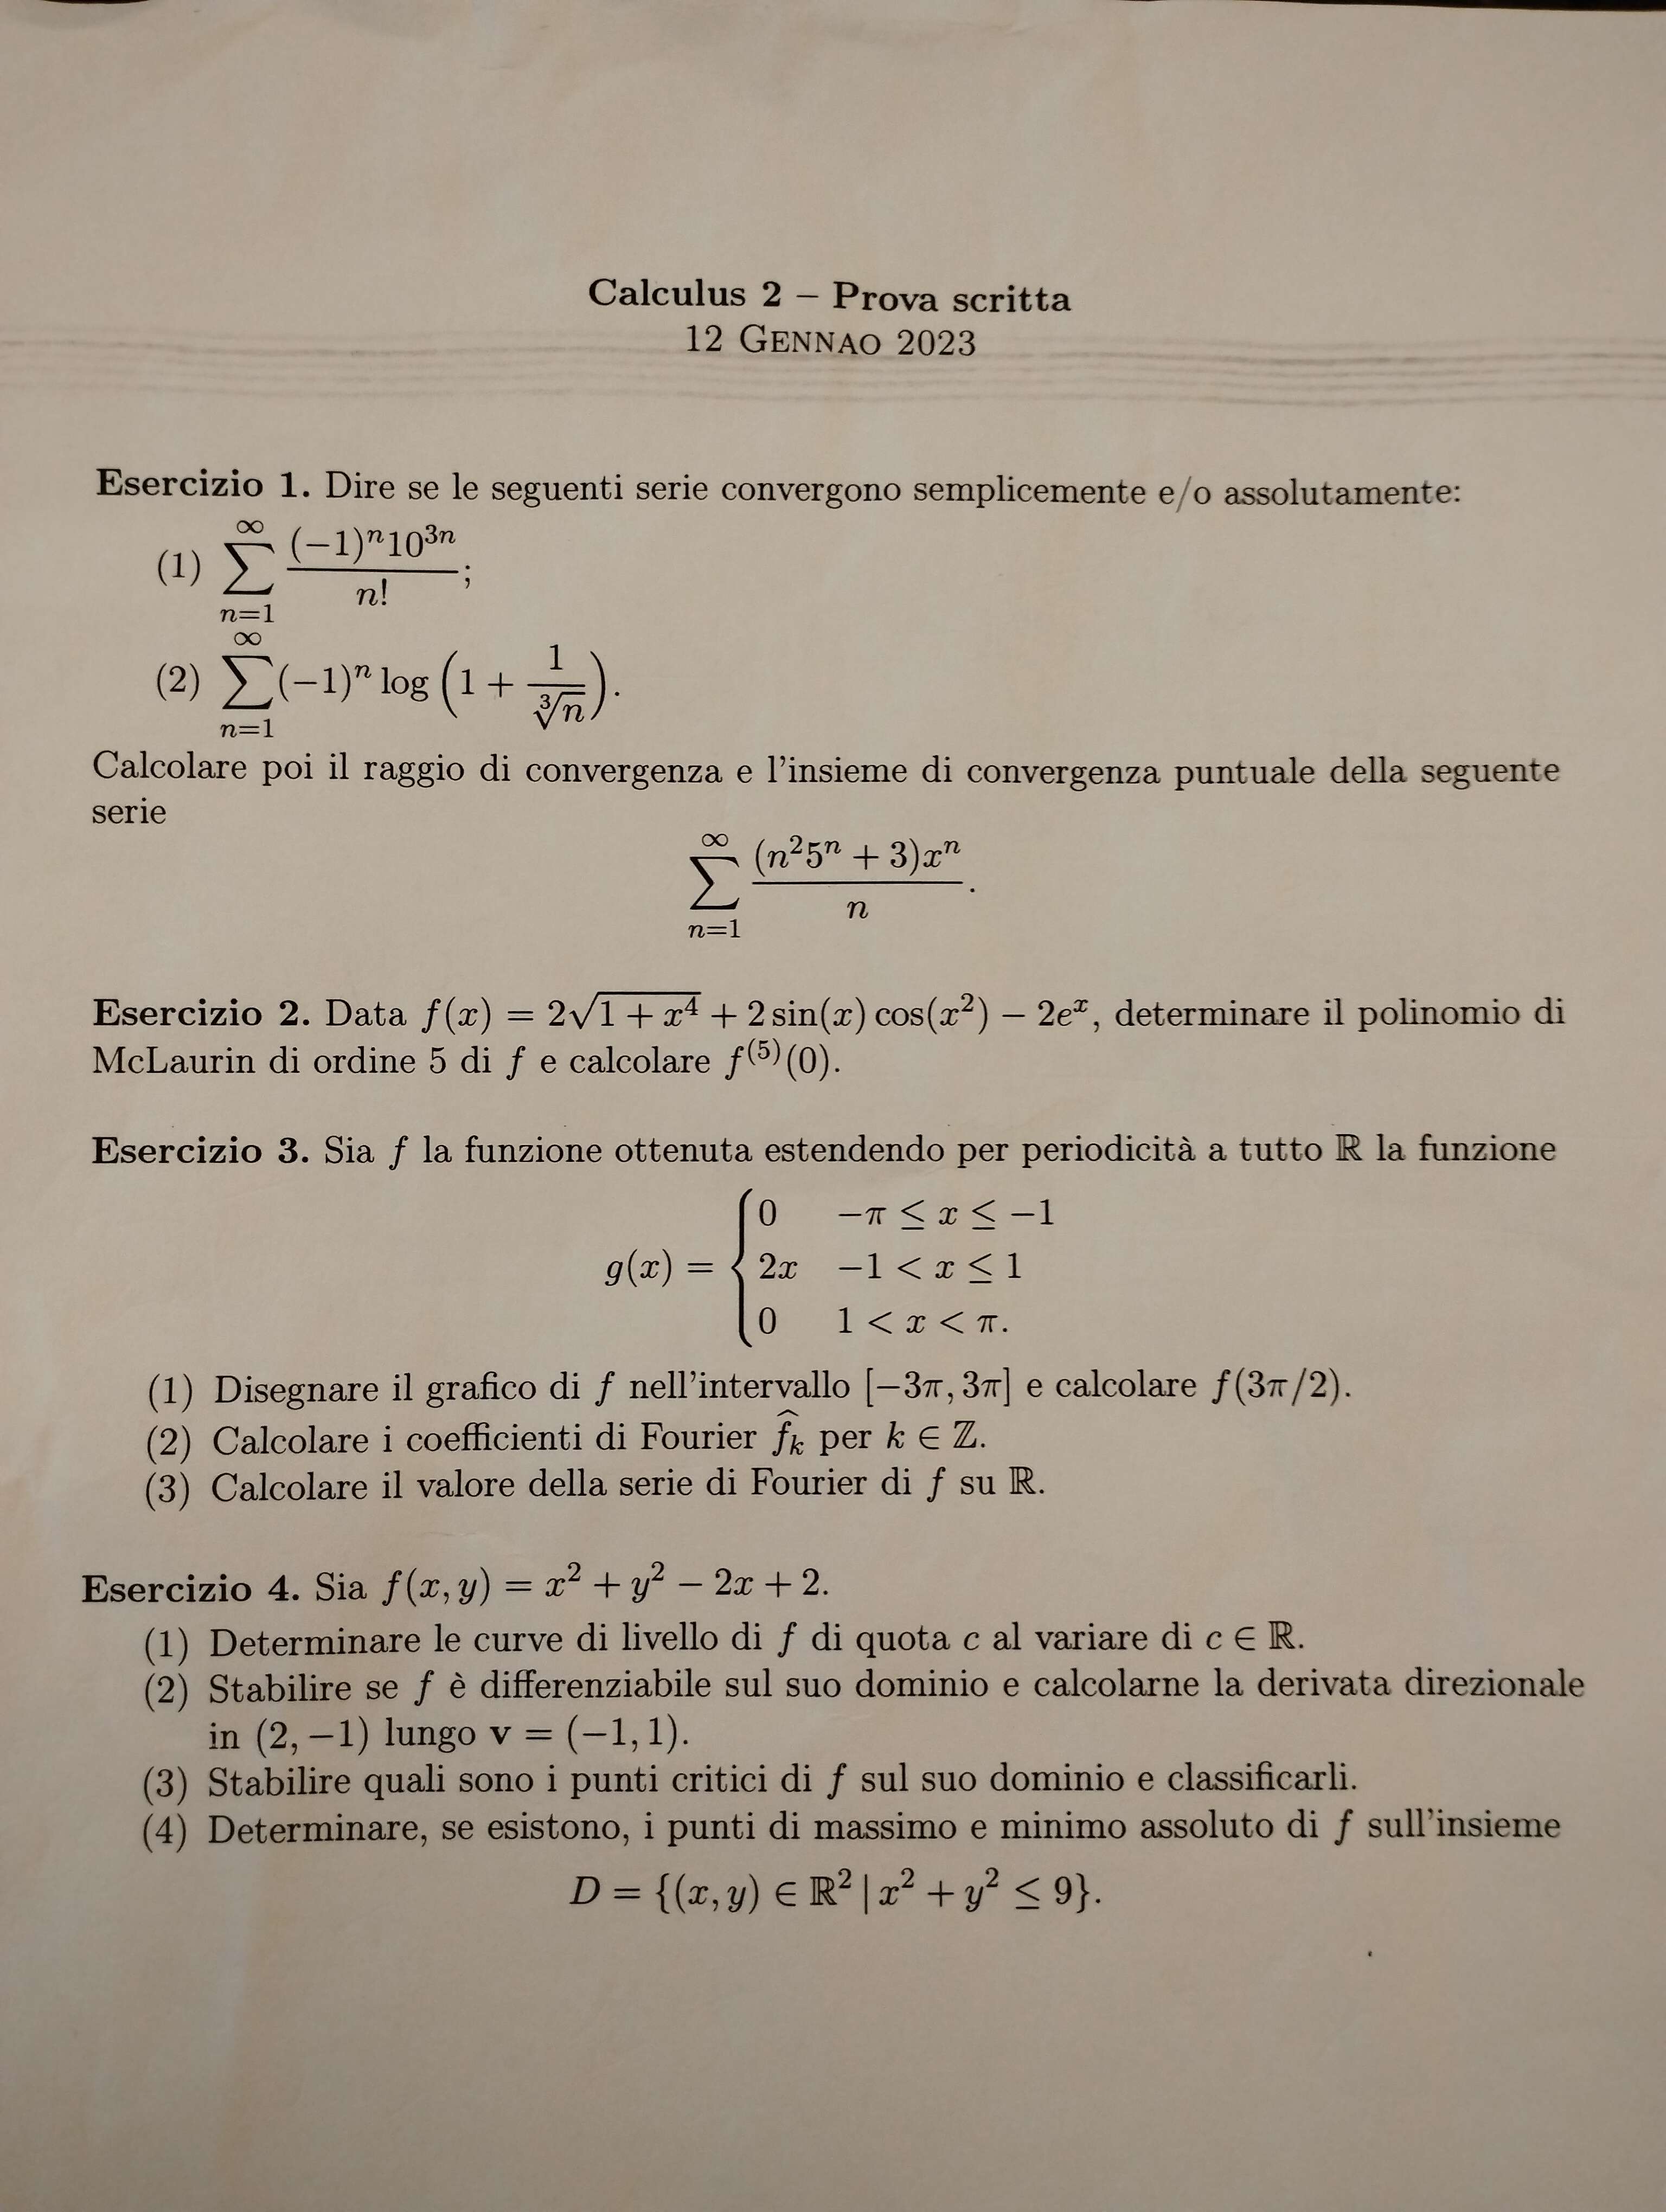 Calculus 2 – Prova scritta
12 Gennao 2023
Esercizio 1. Dire se le seguenti serie convergono semplicemente e/o assolutamente:
(1) $\sum_{n=1}^{\infty} \frac{(-1)^n 10^{3n}}{n!}$;
(2) $\sum_{n=1}^{\infty} (-1)^n \log\left(1 + \frac{1}{\sqrt[3]{n}}\right)$.
Calcolare poi il raggio di convergenza e l'insieme di convergenza puntuale della seguente
serie
$\sum_{n=1}^{\infty} \frac{(n^2 5^n + 3)x^n}{n}$.
Esercizio 2. Data $f(x) = 2\sqrt{1 + x^4} + 2\sin(x)\cos(x^2) - 2e^x$, determinare il polinomio di
McLaurin di ordine 5 di $f$ e calcolare $f^{(5)}(0)$.
Esercizio 3. Sia $f$ la funzione ottenuta estendendo per periodicità a tutto $\mathbb{R}$ la funzione
$g(x) = \begin{cases} 0 & -\pi \leq x \leq -1 \\ 2x & -1 < x \leq 1 \\ 0 & 1 < x < \pi. \end{cases}$
(1) Disegnare il grafico di $f$ nell'intervallo $[-3\pi, 3\pi]$ e calcolare $f(3\pi/2)$.
(2) Calcolare i coefficienti di Fourier $\widehat{f}_k$ per $k \in \mathbb{Z}$.
(3) Calcolare il valore della serie di Fourier di $f$ su $\mathbb{R}$.
Esercizio 4. Sia $f(x, y) = x^2 + y^2 - 2x + 2$.
(1) Determinare le curve di livello di $f$ di quota $c$ al variare di $c \in \mathbb{R}$.
(2) Stabilire se $f$ è differenziabile sul suo dominio e calcolarne la derivata direzionale
in $(2, -1)$ lungo $\mathbf{v} = (-1, 1)$.
(3) Stabilire quali sono i punti critici di $f$ sul suo dominio e classificarli.
(4) Determinare, se esistono, i punti di massimo e minimo assoluto di $f$ sull'insieme
$D = \{(x, y) \in \mathbb{R}^2 \,|\, x^2 + y^2 \leq 9\}$.